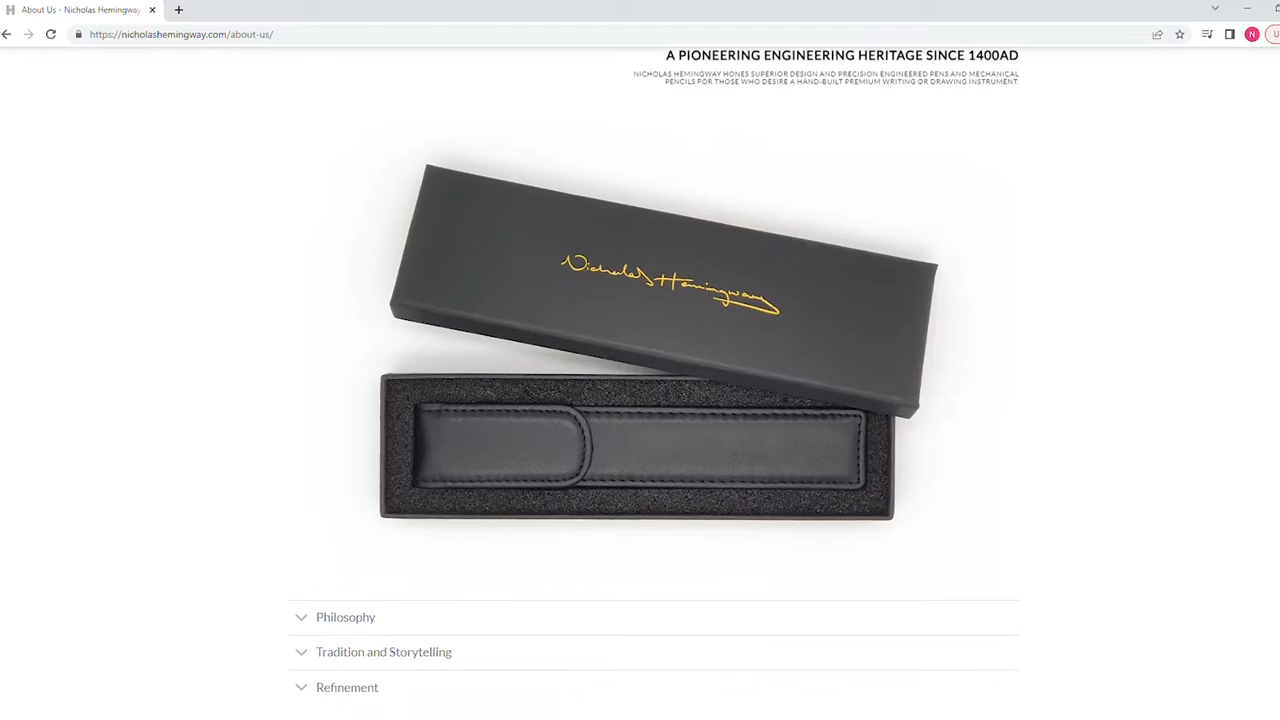 About Us - Nicholas Hemingway
https://nicholashemingway.com/about-us/
N
A PIONEERING ENGINEERING HERITAGE SINCE 1400AD
NICHOLAS HEMINGWAY HONES SUPERIOR DESIGN AND PRECISION ENGINEERED PENS AND MECHANICAL
PENCILS FOR THOSE WHO DESIRE A HAND-BUILT PREMIUM WRITING OR DRAWING INSTRUMENT.
Nicholas Hemingway
Philosophy
Tradition and Storytelling
Refinement